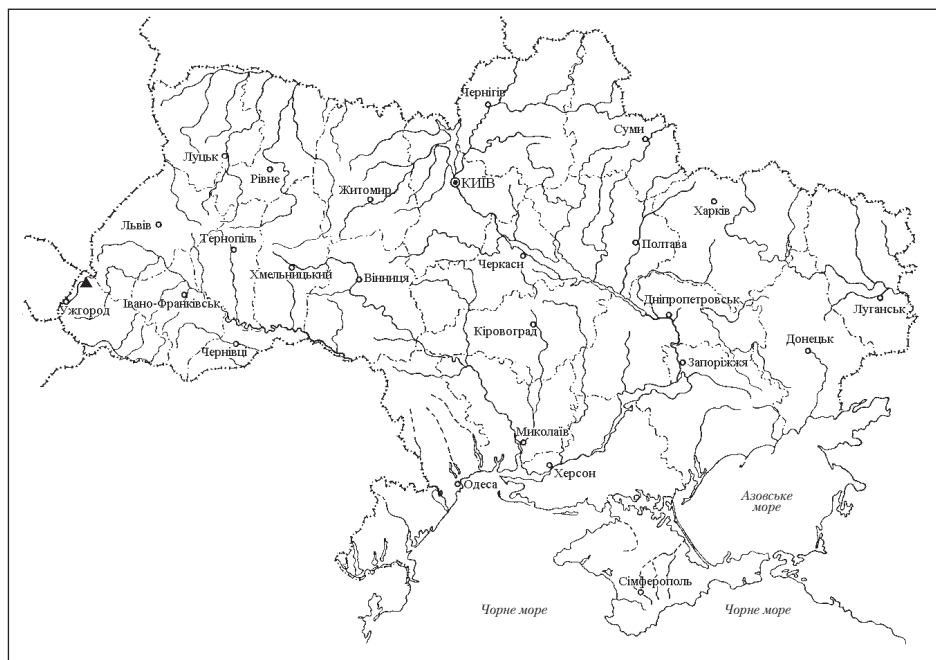 Чернігів
Суми
Луцьк
Рівне
Житомир
КИЇВ
Харків
Львів
Тернопіль
Полтава
Черкаси
Хмельницький
Вінниця
Ужгород
Івано-Франківськ
Дніпропетровськ
Луганськ
Кіровоград
Чернівці
Донецьк
Запоріжжя
Миколаїв
Херсон
Одеса
Азовське
море
Сімферополь
Чорне море
Чорне море